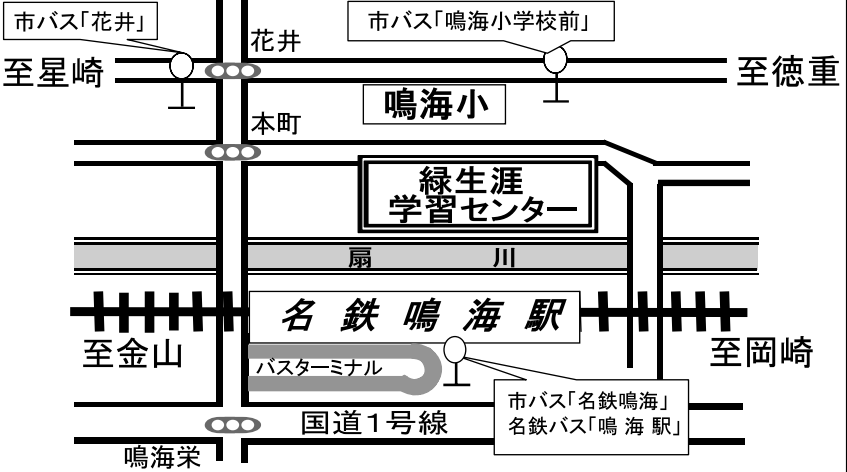 市バス「花井」
市バス「鳴海小学校前」
花井
至星崎
至徳重
鳴海小
本町
緑生涯
学習センター
扇川
名鉄鳴海駅
至金山
バスターミナル
至岡崎
市バス「名鉄鳴海」
名鉄バス「鳴海駅」
国道1号線
鳴海栄